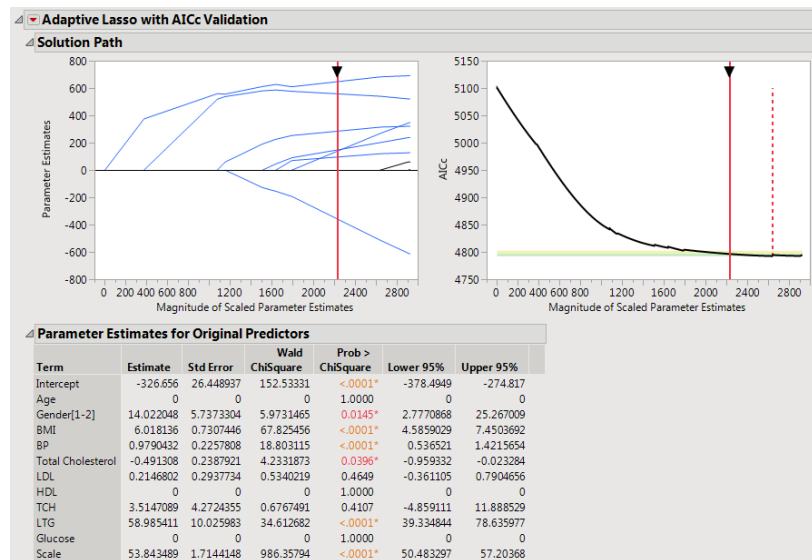 Adaptive Lasso with AICc Validation
Solution Path
800
600
400
200
0
-200
-400
-600
-800
Parameter Estimates
0 200 400 600 800 1200 1600 2000 2400 2800
Magnitude of Scaled Parameter Estimates
5150
5100
5050
5000
4950
4900
4850
4800
4750
AICc
0 200 400 600 800 1200 1600 2000 2400 2800
Magnitude of Scaled Parameter Estimates
Parameter Estimates for Original Predictors
Wald Prob >
Term Estimate Std Error ChiSquare ChiSquare Lower 95% Upper 95%
Intercept -326.656 26.448937 152.53331 <.0001* -378.4949 -274.817
Age 0 0 0 1.0000 0 0
Gender[1-2] 14.022048 5.7373304 5.9731465 0.0145* 2.7770868 25.267009
BMI 6.018136 0.7307446 67.825456 <.0001* 4.5859029 7.4503692
BP 0.9790432 0.2257808 18.803115 <.0001* 0.536521 1.4215654
Total Cholesterol -0.491308 0.2387921 4.2331873 0.0396* -0.959332 -0.023284
LDL 0.2146802 0.2937734 0.5340219 0.4649 -0.361105 0.7904656
HDL 0 0 0 1.0000 0 0
TCH 3.5147089 4.2724355 0.6767491 0.4107 -4.859111 11.888529
LTG 58.985411 10.025983 34.612682 <.0001* 39.334844 78.635977
Glucose 0 0 0 1.0000 0 0
Scale 53.843489 1.7144148 986.35794 <.0001* 50.483297 57.20368